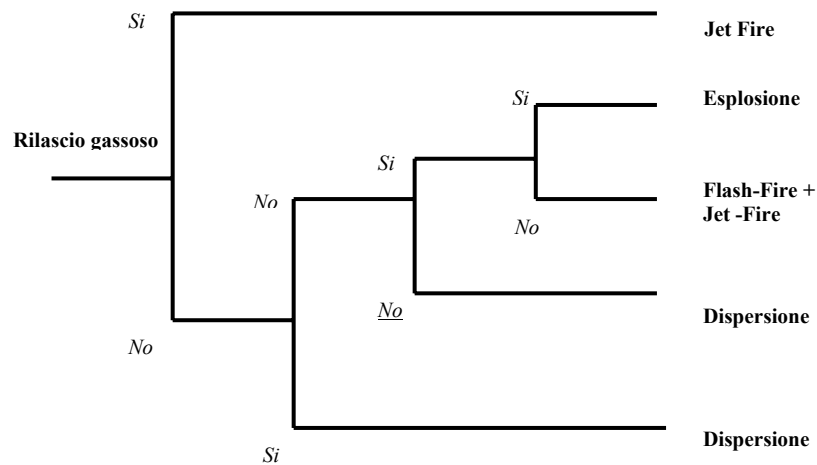 Si
Jet Fire
Si
Esplosione
Rilascio gassoso
Si
No
Flash-Fire +
Jet -Fire
No
No
Dispersione
No
Dispersione
Si